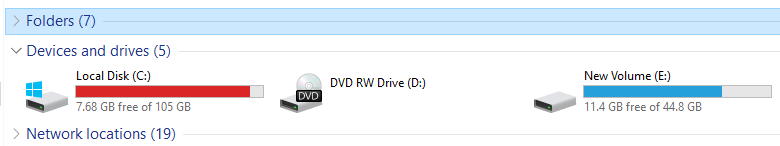 Folders (7)
Devices and drives (5)
Local Disk (C:)
7.68 GB free of 105 GB
DVD RW Drive (D:)
DVD
New Volume (E:)
11.4 GB free of 44.8 GB
Network locations (19)